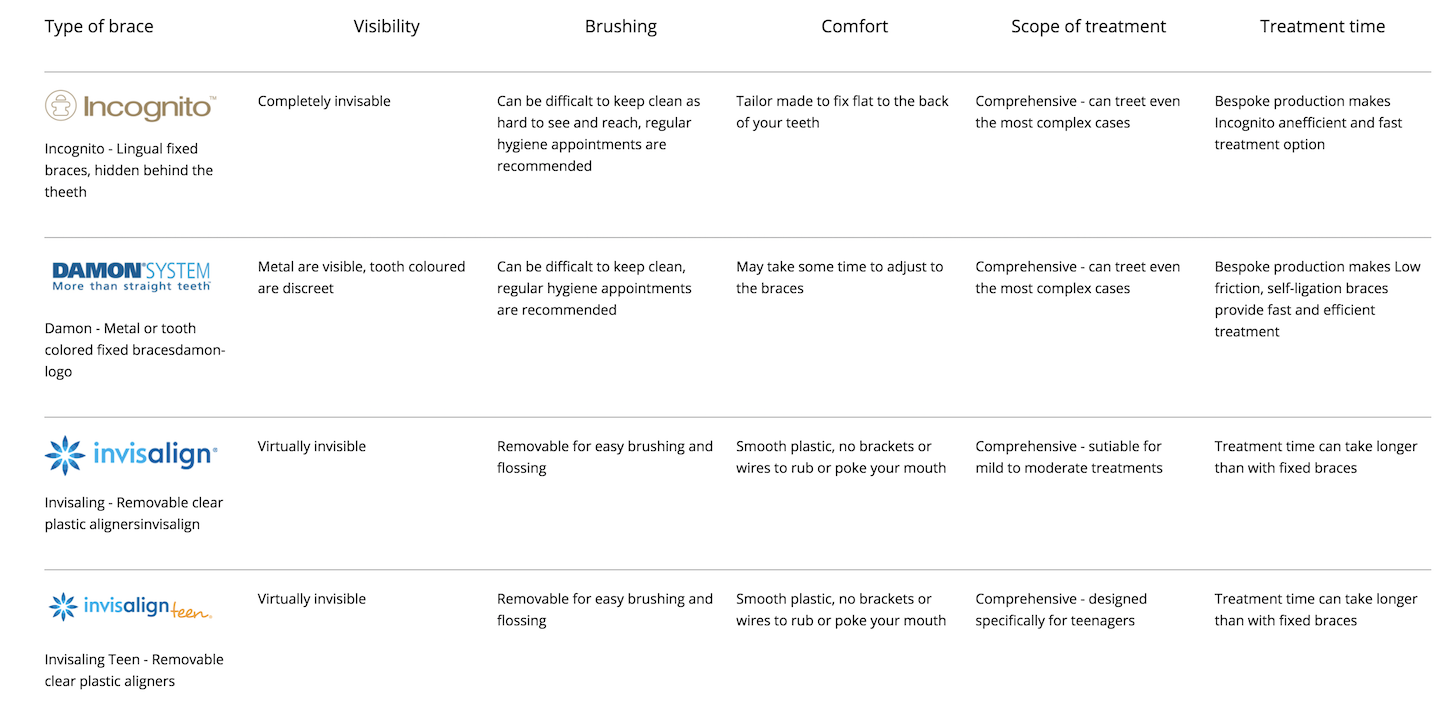 Type of brace
Visibility
Brushing
Comfort
Scope of treatment
Treatment time
Incognito™
Incognito - Lingual fixed
braces, hidden behind the
theeth
Completely invisable
Can be difficalt to keep clean as
hard to see and reach, regular
hygiene appointments are
recommended
Tailor made to fix flat to the back
of your teeth
Comprehensive - can treet even
the most complex cases
Bespoke production makes
Incognito anefficient and fast
treatment option
DAMON®SYSTEM
More than straight teeth
Damon - Metal or tooth
colored fixed bracesdamon-
logo
Metal are visible, tooth coloured
are discreet
Can be difficalt to keep clean,
regular hygiene appointments
are recommended
May take some time to adjust to
the braces
Comprehensive - can treet even
the most complex cases
Bespoke production makes Low
friction, self-ligation braces
provide fast and efficient
treatment
invisalign®
Invisaling - Removable clear
plastic alignersinvisalign
Virtually invisible
Removable for easy brushing and
flossing
Smooth plastic, no brackets or
wires to rub or poke your mouth
Comprehensive - sutiable for
mild to moderate treatments
Treatment time can take longer
than with fixed braces
invisalign teen®
Invisaling Teen - Removable
clear plastic aligners
Virtually invisible
Removable for easy brushing and
flossing
Smooth plastic, no brackets or
wires to rub or poke your mouth
Comprehensive - designed
specifically for teenagers
Treatment time can take longer
than with fixed braces